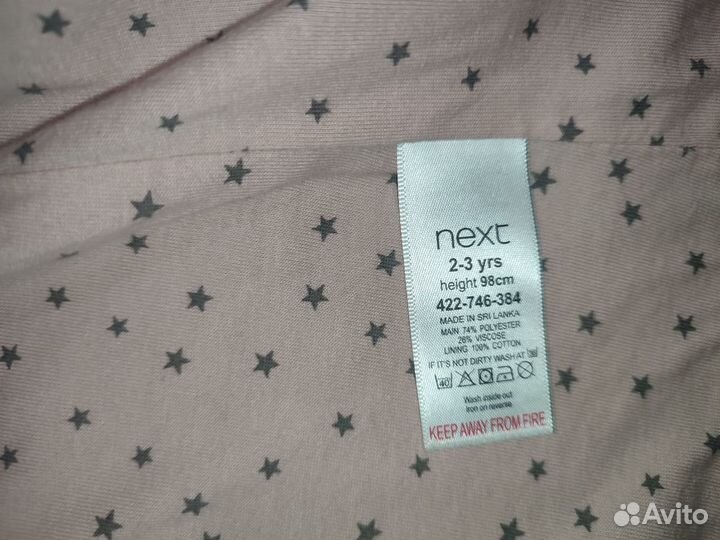 next
2-3 yrs
height 98cm
422-746-384
MADE IN SRI LANKA
MAIN 74% POLYESTER
26% VISCOSE
LINING 100% COTTON
IF IT'S NOT DIRTY WASH AT 30
40
Wash inside out
Iron on reverse
KEEP AWAY FROM FIRE
Avito